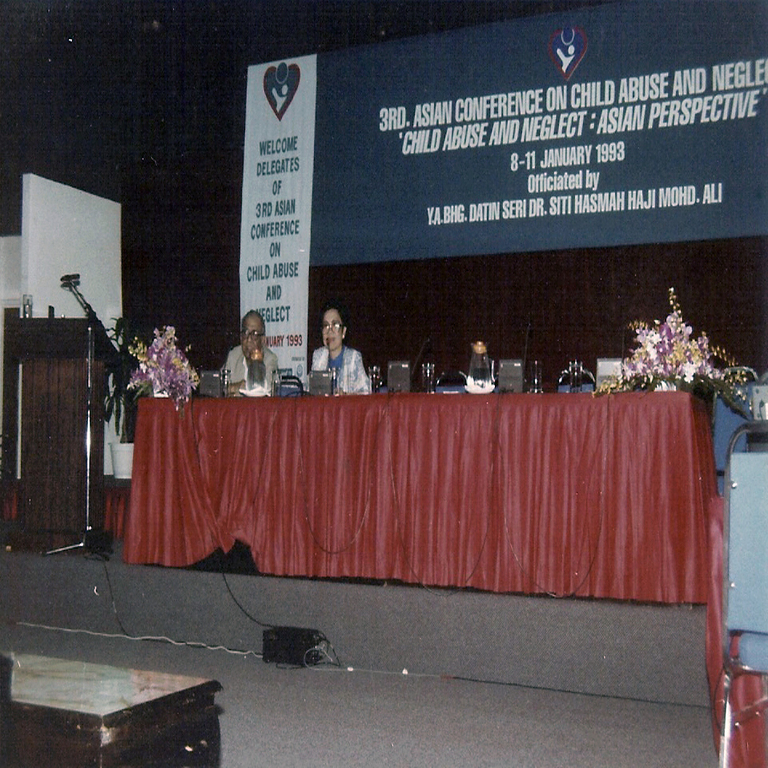 WELCOME
DELEGATES
OF
3RD ASIAN
CONFERENCE
ON
CHILD ABUSE
AND
NEGLECT
NUARY 1993
3RD. ASIAN CONFERENCE ON CHILD ABUSE AND NEGLEC
'CHILD ABUSE AND NEGLECT : ASIAN PERSPECTIVE'
8-11 JANUARY 1993
Officiated by
Y.A.BHG. DATIN SERI DR. SITI HASMAH HAJI MOHD. ALI